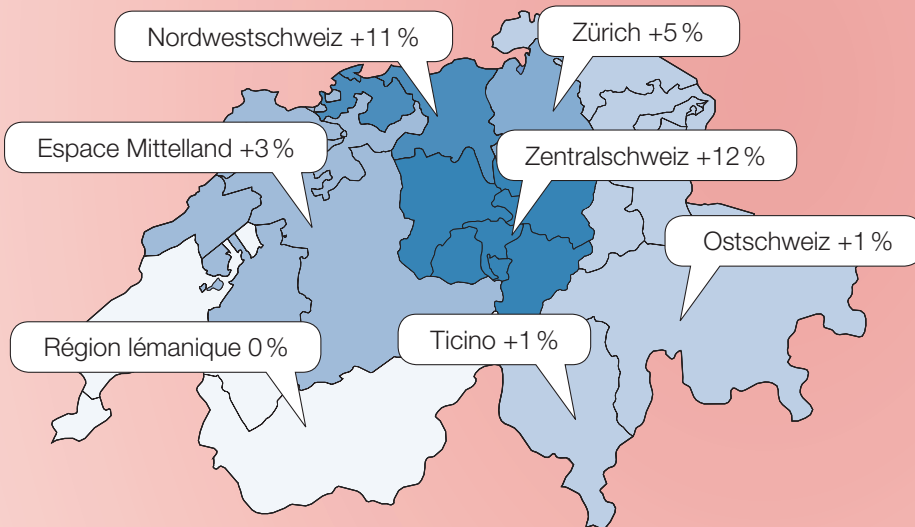 Nordwestschweiz +11 %
Zürich +5 %
Espace Mittelland +3 %
Zentralschweiz +12 %
Ostschweiz +1 %
Région lémanique 0 %
Ticino +1 %